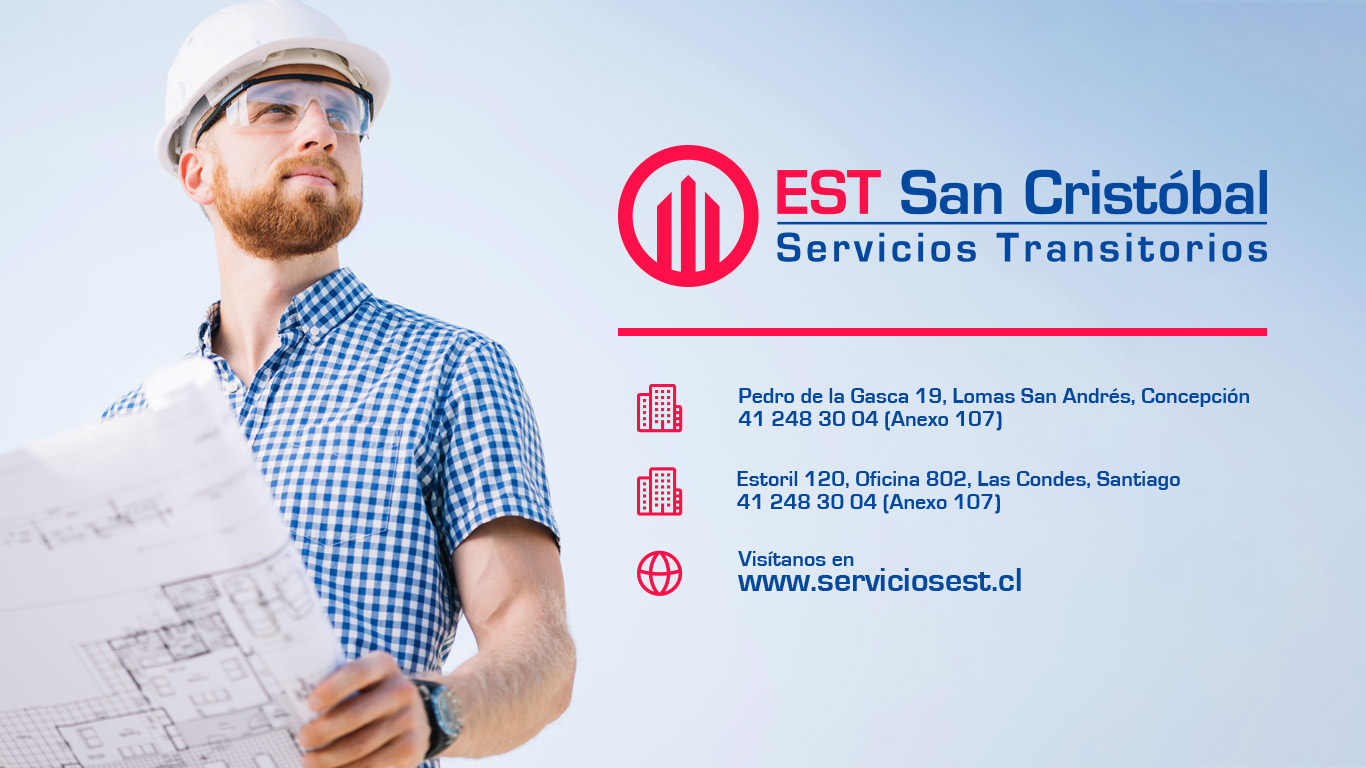 EST San Cristóbal
Servicios Transitorios
Pedro de la Gasca 19, Lomas San Andrés, Concepción
41 248 30 04 (Anexo 107)
Estoril 120, Oficina 802, Las Condes, Santiago
41 248 30 04 (Anexo 107)
Visítanos en
www.serviciosest.cl